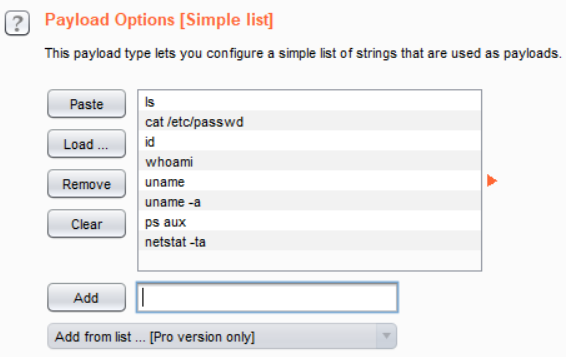 ?
Payload Options [Simple list]
This payload type lets you configure a simple list of strings that are used as payloads.
Paste
Load ...
Remove
Clear
ls
cat /etc/passwd
id
whoami
uname
uname -a
ps aux
netstat -ta
Add
Add from list ... [Pro version only]